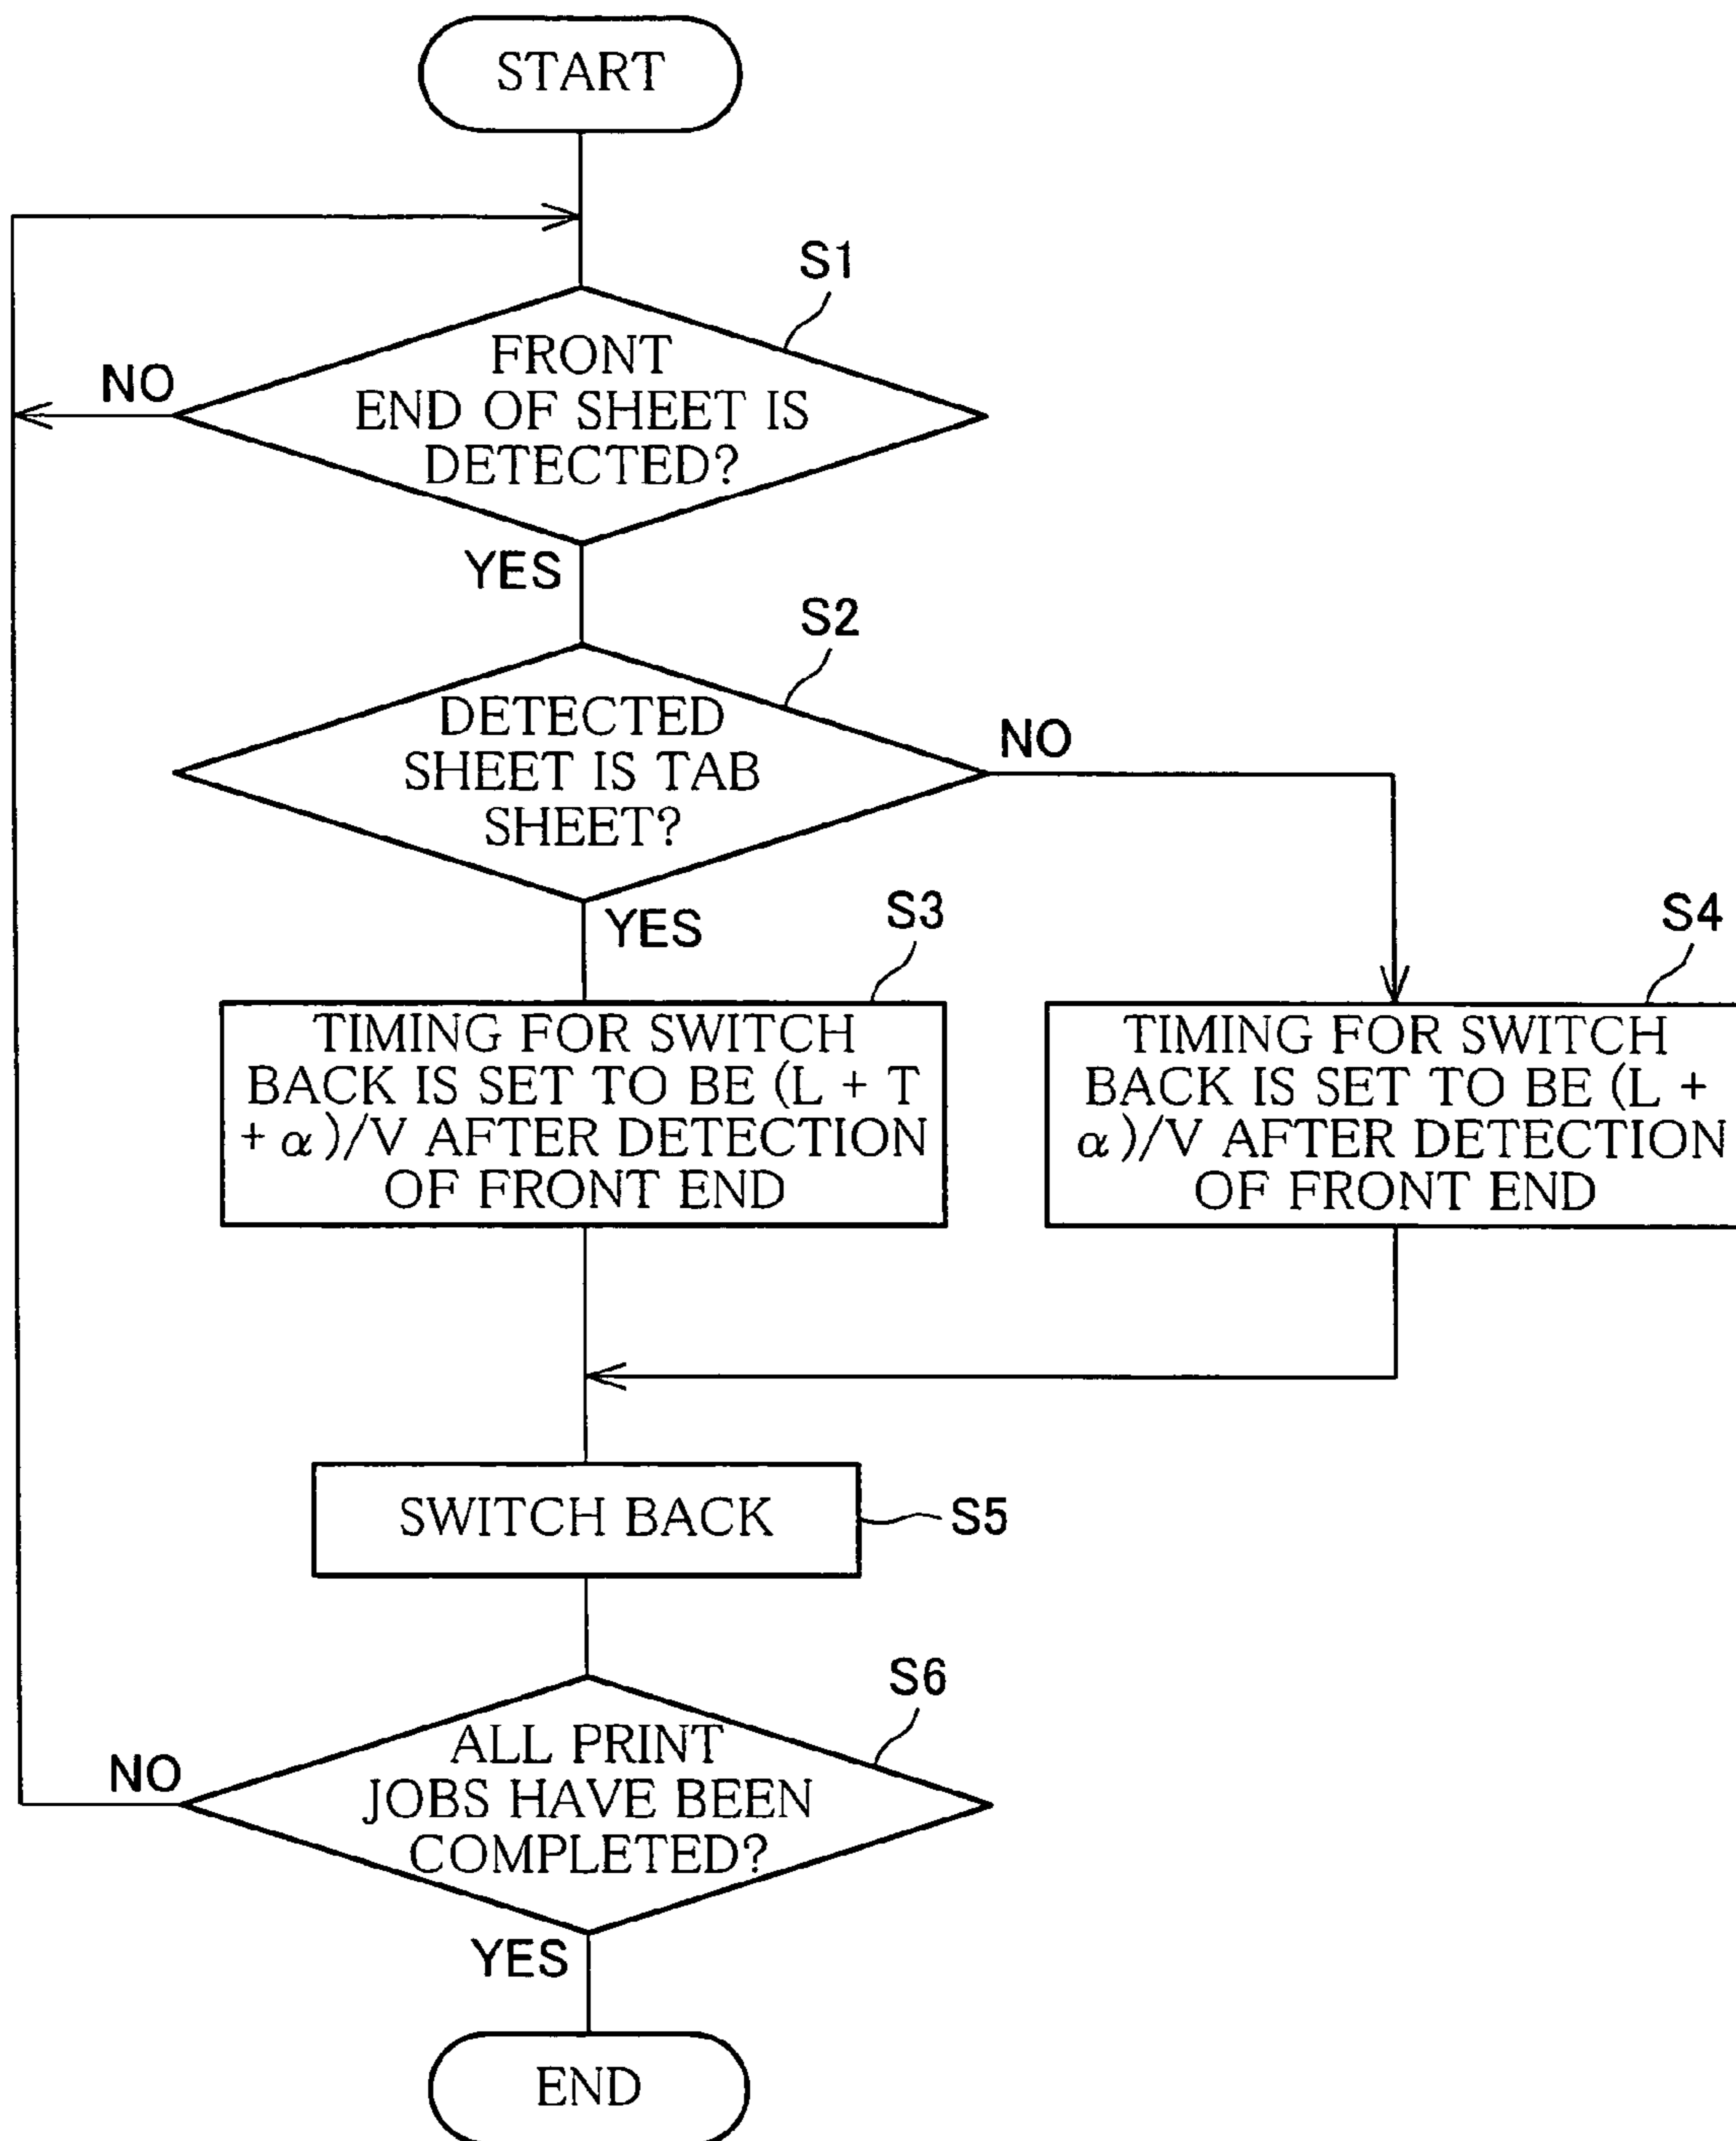 START
S1
FRONT
END OF SHEET IS
DETECTED?
NO
YES
S2
DETECTED
SHEET IS TAB
SHEET?
NO
YES
S3
TIMING FOR SWITCH
BACK IS SET TO BE (L + T
+ α)/V AFTER DETECTION
OF FRONT END
S4
TIMING FOR SWITCH
BACK IS SET TO BE (L +
α)/V AFTER DETECTION
OF FRONT END
SWITCH BACK
S5
S6
ALL PRINT
JOBS HAVE BEEN
COMPLETED?
NO
YES
END